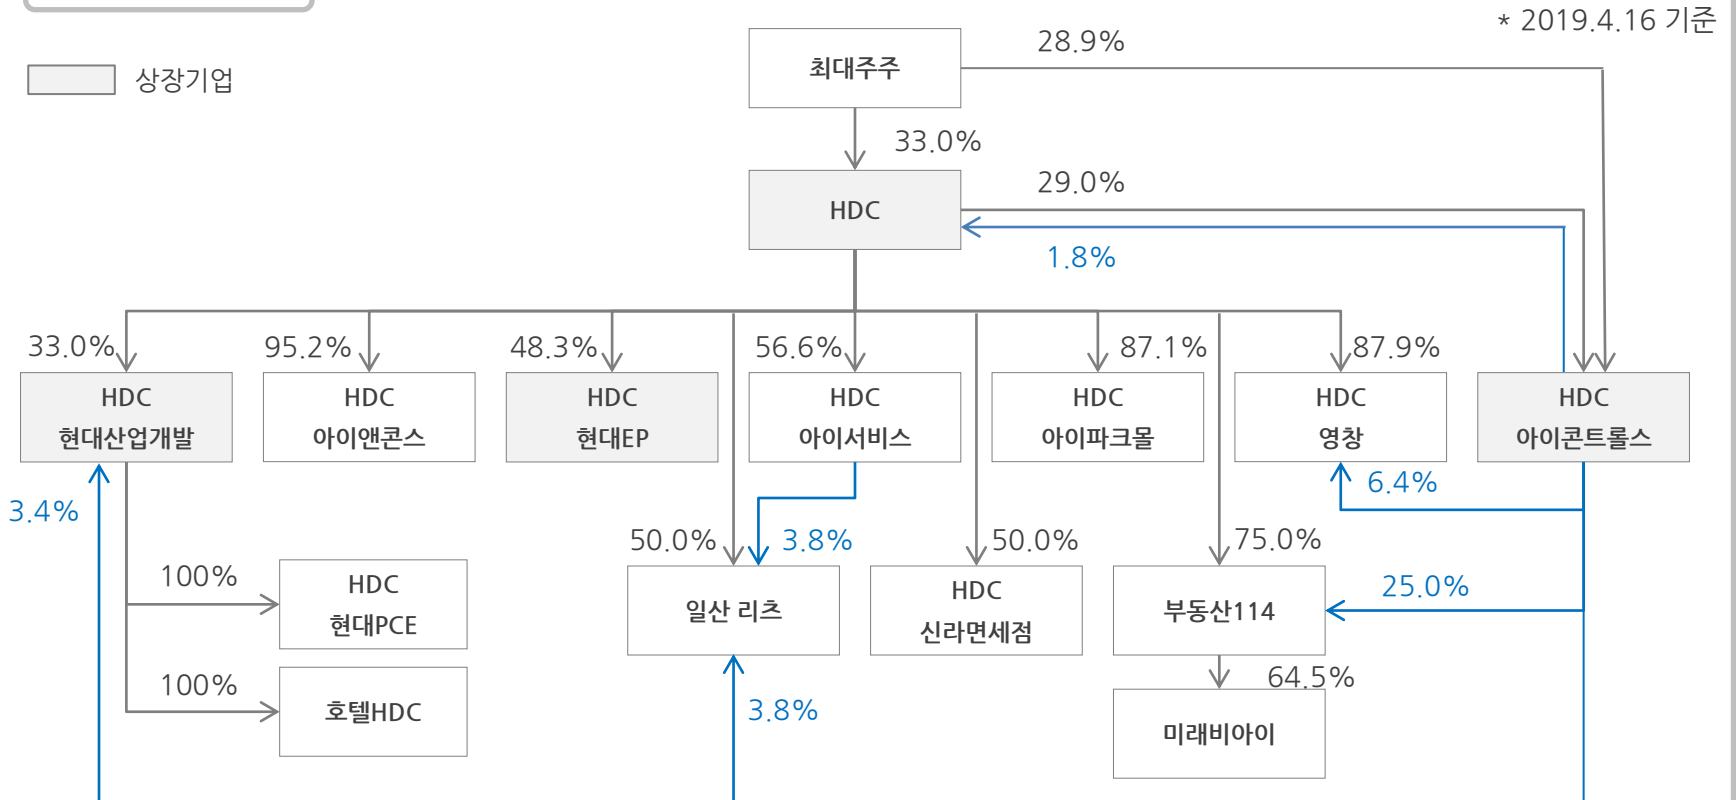 * 2019.4.16 기준
상장기업
최대주주
28.9%
33.0%
HDC
29.0%
1.8%
33.0%
95.2%
48.3%
56.6%
87.1%
87.9%
HDC
현대산업개발
HDC
아이앤콘스
HDC
현대EP
HDC
아이서비스
HDC
아이파크몰
HDC
영창
HDC
아이콘트롤스
3.4%
6.4%
50.0%
3.8%
50.0%
75.0%
25.0%
100%
HDC
현대PCE
일산 리츠
HDC
신라면세점
부동산114
64.5%
100%
호텔HDC
3.8%
미래비아이